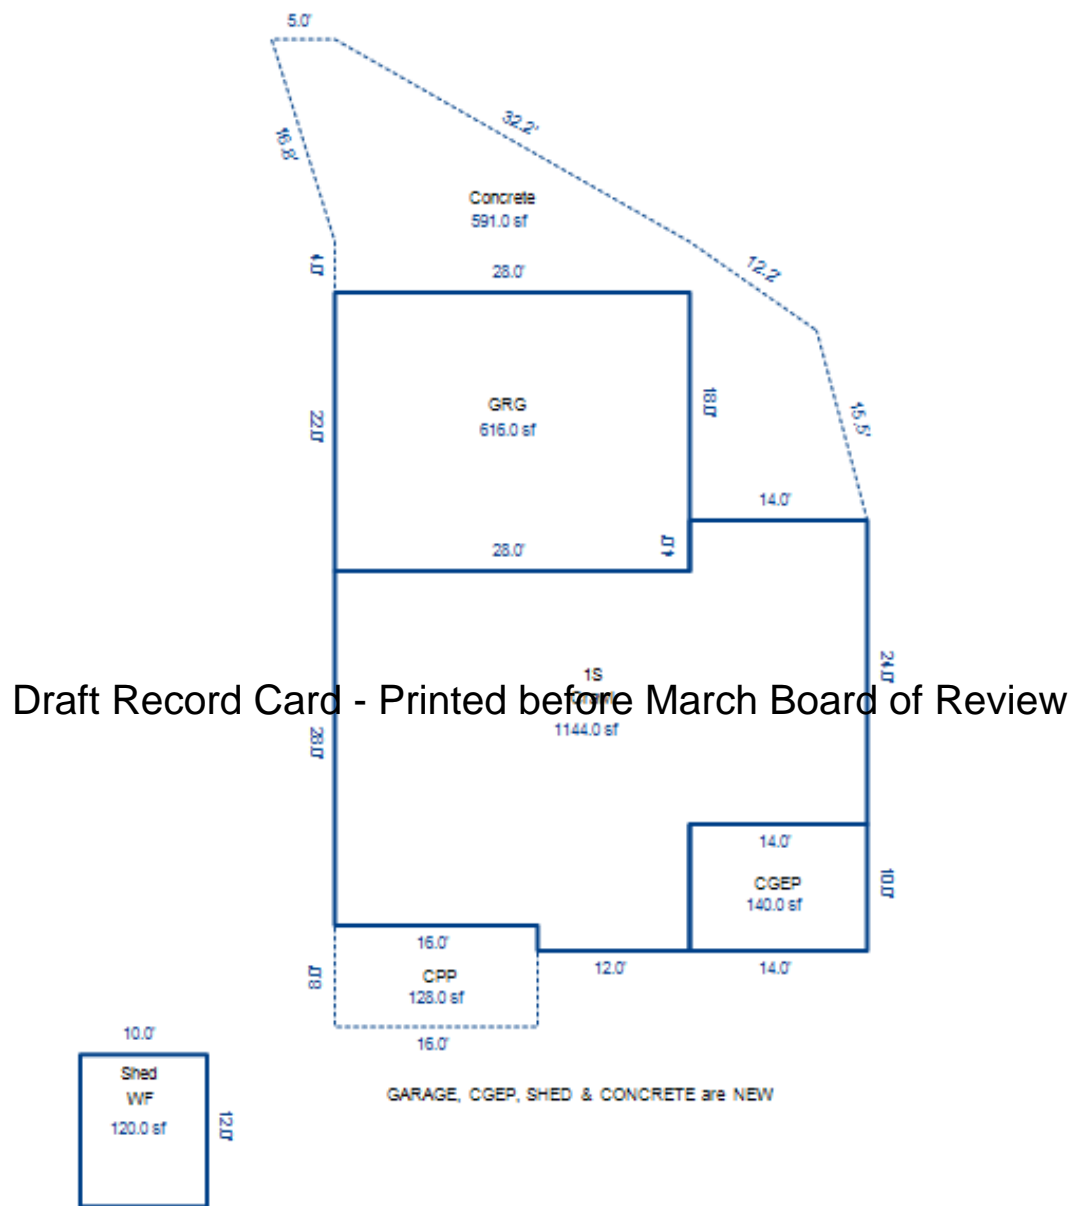 5.0'
32.2'
16.8'
Concrete
591.0 sf
12.2'
4.0'
28.0'
GRG
616.0 sf
22.0'
18.0'
15.5'
14.0'
28.0'
4.0'
1S
1144.0 sf
24.0'
Draft Record Card - Printed before March Board of Review
28.0'
14.0'
CGEP
140.0 sf
10.0'
16.0'
12.0'
14.0'
CPP
128.0 sf
8.0'
16.0'
10.0'
Shed
WF
120.0 sf
12.0'
GARAGE, CGEP, SHED & CONCRETE are NEW